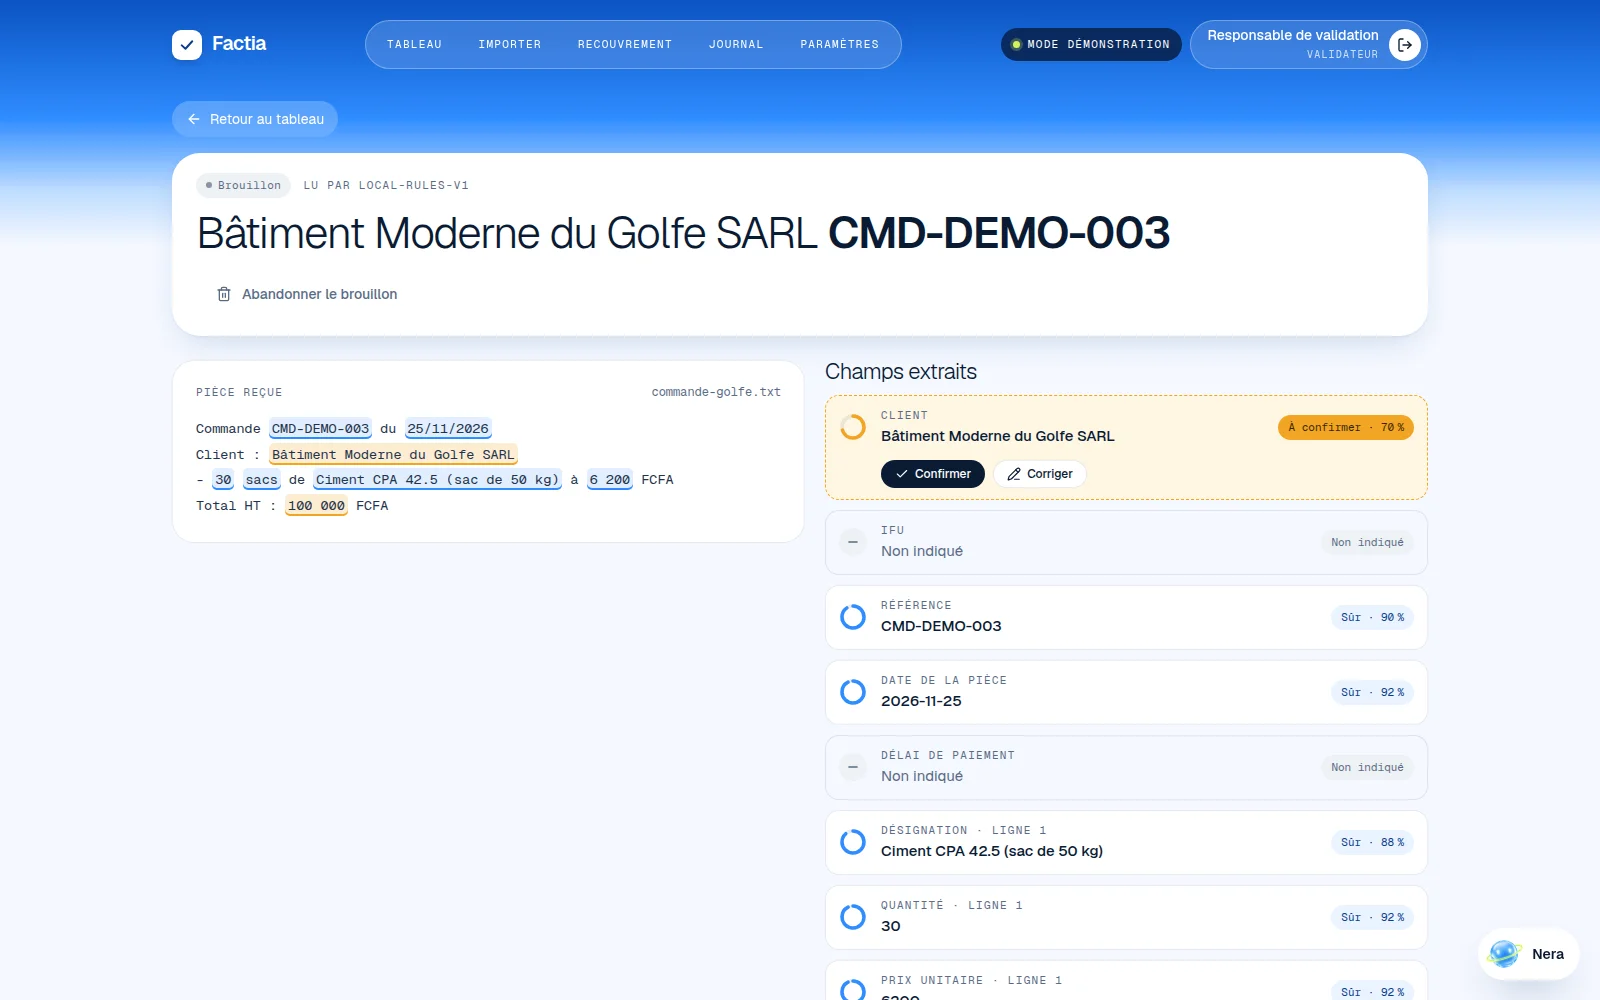 Factia
TABLEAU
IMPORTER
RECOUVREMENT
JOURNAL
PARAMÈTRES
MODE DÉMONSTRATION
Responsable de validation
VALIDATEUR
Retour au tableau
Brouillon
LU PAR LOCAL-RULES-V1
Bâtiment Moderne du Golfe SARL CMD-DEMO-003
Abandonner le brouillon
PIÈCE REÇUE
commande-golfe.txt
Commande CMD-DEMO-003 du 25/11/2026
Client : Bâtiment Moderne du Golfe SARL
- 30 sacs de Ciment CPA 42.5 (sac de 50 kg) à 6 200 FCFA
Total HT : 100 000 FCFA
Champs extraits
CLIENT
Bâtiment Moderne du Golfe SARL
À confirmer · 70 %
Confirmer
Corriger
IFU
Non indiqué
Non indiqué
RÉFÉRENCE
CMD-DEMO-003
Sûr · 90 %
DATE DE LA PIÈCE
2026-11-25
Sûr · 92 %
DÉLAI DE PAIEMENT
Non indiqué
Non indiqué
DÉSIGNATION · LIGNE 1
Ciment CPA 42.5 (sac de 50 kg)
Sûr · 88 %
QUANTITÉ · LIGNE 1
30
Sûr · 92 %
PRIX UNITAIRE · LIGNE 1
6200
Sûr · 92 %
Nera